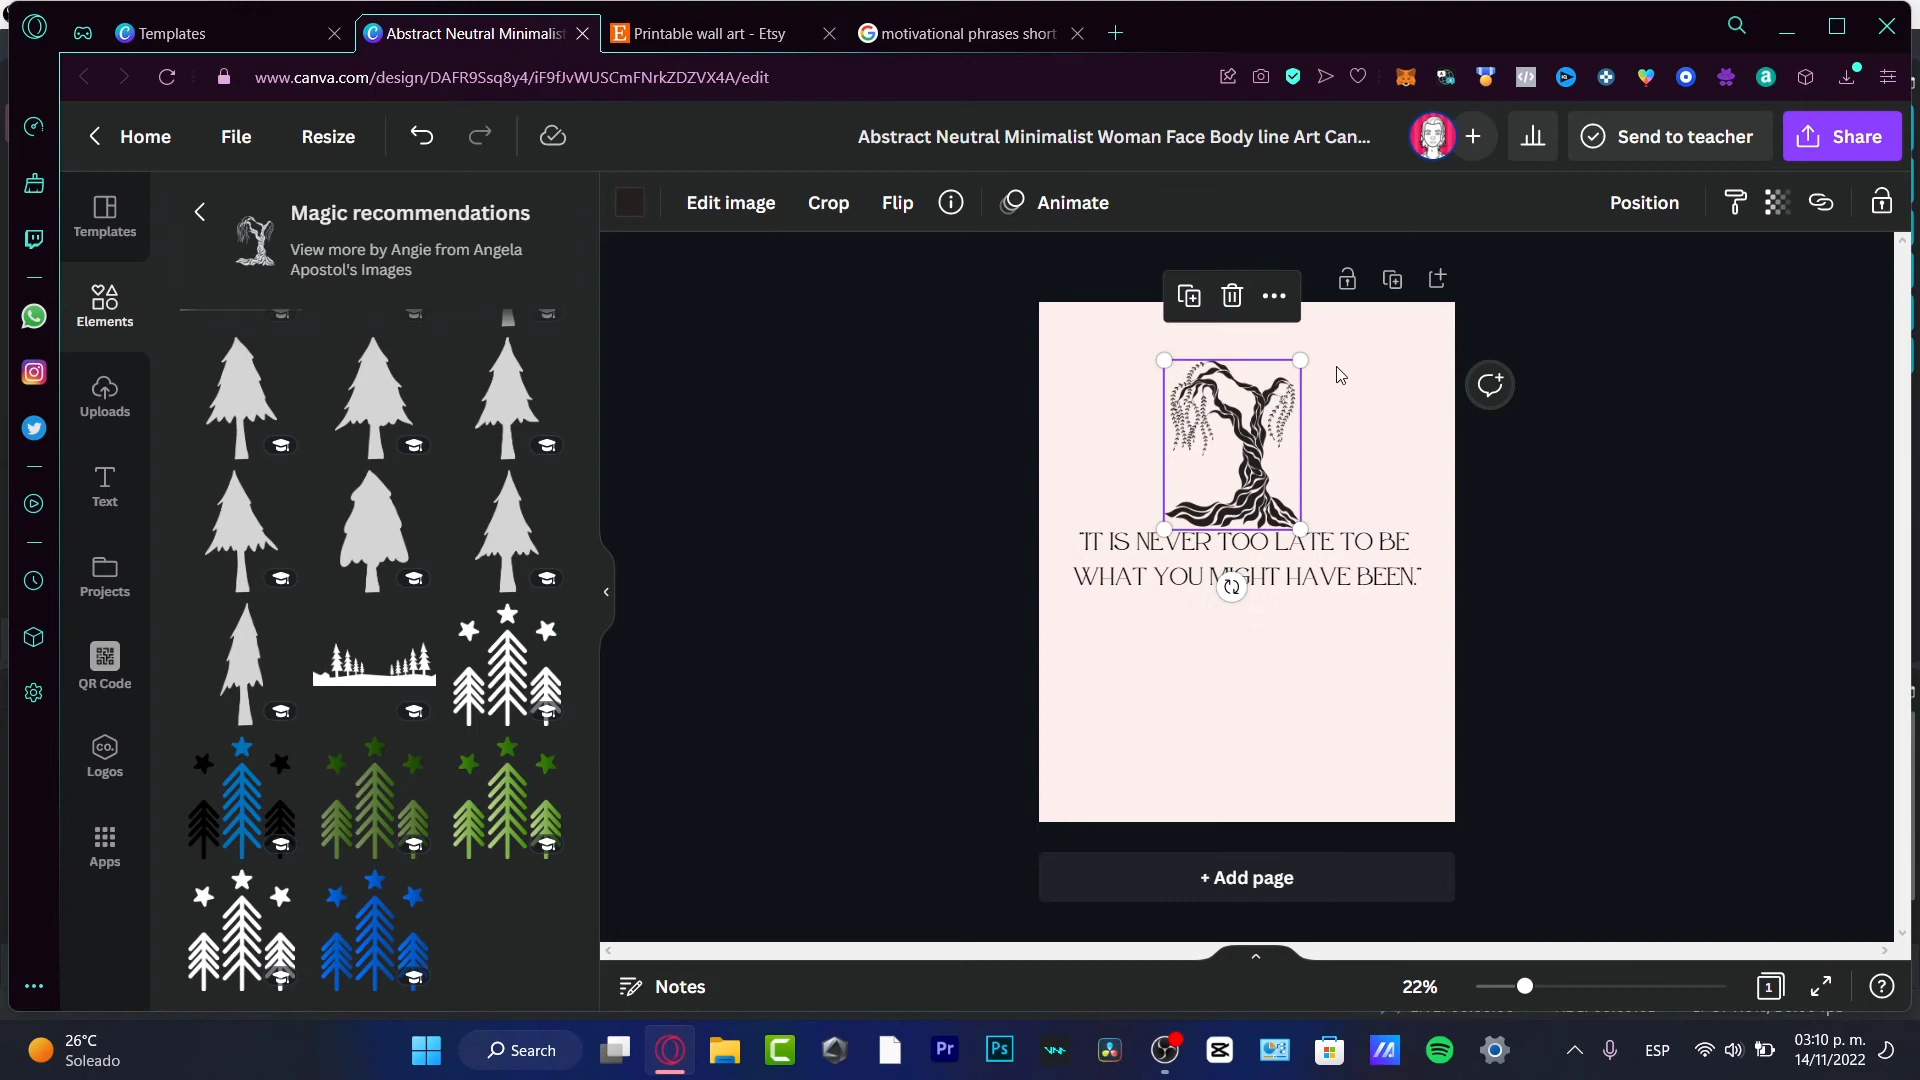 Templates
Abstract Neutral Minimalist
Printable wall art - Etsy
motivational phrases short
www.canva.com/design/DAFR9Ssq8y4/iF9fJvWUSCmFNrkZDZVX4A/edit
Home
File
Resize
Abstract Neutral Minimalist Woman Face Body line Art Can...
Send to teacher
Share
Templates
Elements
Uploads
Text
Projects
QR Code
CO.
Logos
Apps
Magic recommendations
View more by Angie from Angela
Apostol's Images
Edit image
Crop
Flip
Animate
Position
"IT IS NEVER TOO LATE TO BE
WHAT YOU MIGHT HAVE BEEN."
+ Add page
Notes
22%
1
26°C
Soleado
Search
Pr
Ps
ESP
03:10 p. m.
14/11/2022